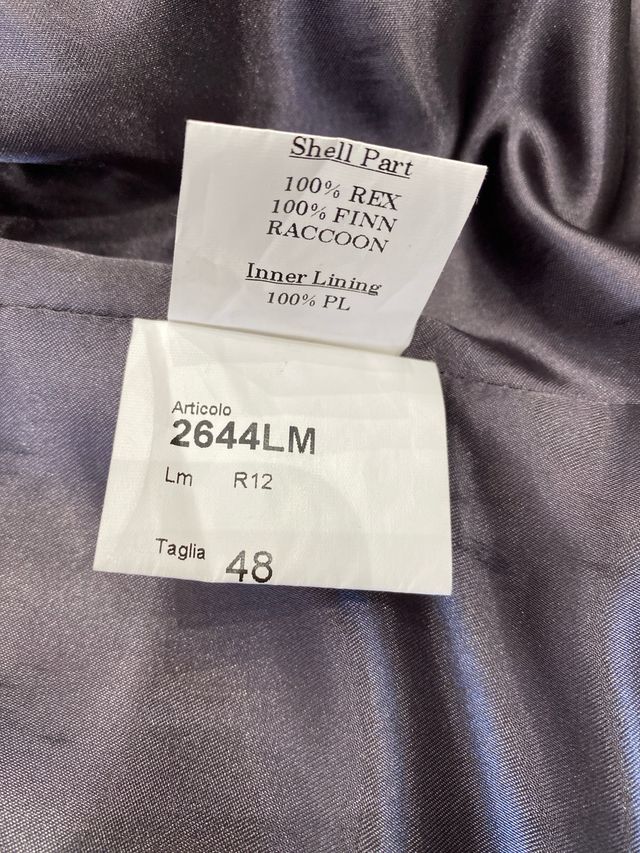 Shell Part
100% REX
100% FINN
RACCOON
Inner Lining
100% PL
Articolo
2644LM
Lm R12
Taglia 48